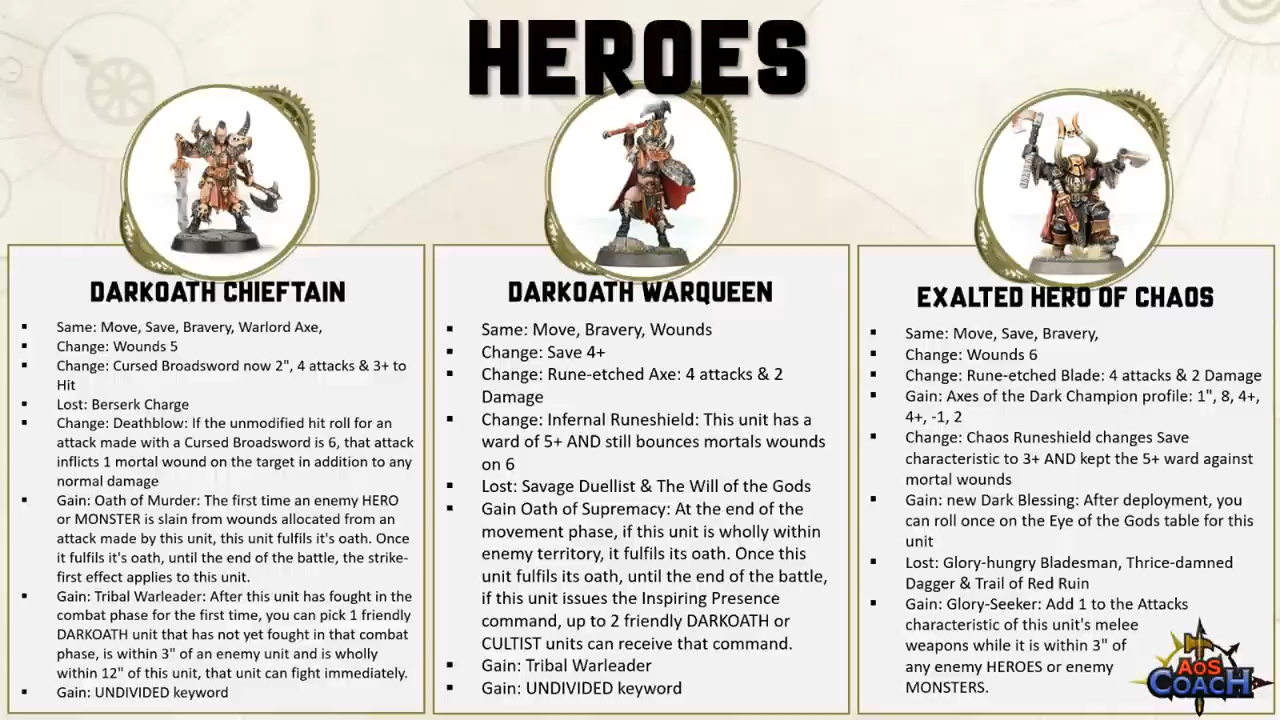 HEROES
DARKOATH CHIEFTAIN
▪ Same: Move, Save, Bravery, Warlord Axe,
▪ Change: Wounds 5
▪ Change: Cursed Broadsword now 2", 4 attacks & 3+ to
Hit
▪ Lost: Berserk Charge
▪ Change: Deathblow: If the unmodified hit roll for an
attack made with a Cursed Broadsword is 6, that attack
inflicts 1 mortal wound on the target in addition to any
normal damage
▪ Gain: Oath of Murder: The first time an enemy HERO
or MONSTER is slain from wounds allocated from an
attack made by this unit, this unit fulfils it's oath. Once
it fulfils it's oath, until the end of the battle, the strike-
first effect applies to this unit.
▪ Gain: Tribal Warleader: After this unit has fought in the
combat phase for the first time, you can pick 1 friendly
DARKOATH unit that has not yet fought in that combat
phase, is within 3" of an enemy unit and is wholly
within 12" of this unit, that unit can fight immediately.
▪ Gain: UNDIVIDED keyword
DARKOATH WARQUEEN
▪ Same: Move, Bravery, Wounds
▪ Change: Save 4+
▪ Change: Rune-etched Axe: 4 attacks & 2
Damage
▪ Change: Infernal Runeshield: This unit has a
ward of 5+ AND still bounces mortals wounds
on 6
▪ Lost: Savage Duellist & The Will of the Gods
▪ Gain Oath of Supremacy: At the end of the
movement phase, if this unit is wholly within
enemy territory, it fulfils its oath. Once this
unit fulfils its oath, until the end of the battle,
if this unit issues the Inspiring Presence
command, up to 2 friendly DARKOATH or
CULTIST units can receive that command.
▪ Gain: Tribal Warleader
▪ Gain: UNDIVIDED keyword
EXALTED HERO OF CHAOS
▪ Same: Move, Save, Bravery,
▪ Change: Wounds 6
▪ Change: Rune-etched Blade: 4 attacks & 2 Damage
▪ Gain: Axes of the Dark Champion profile: 1", 8, 4+,
4+, -1, 2
▪ Change: Chaos Runeshield changes Save
characteristic to 3+ AND kept the 5+ ward against
mortal wounds
▪ Gain: new Dark Blessing: After deployment, you
can roll once on the Eye of the Gods table for this
unit
▪ Lost: Glory-hungry Bladesman, Thrice-damned
Dagger & Trail of Red Ruin
▪ Gain: Glory-Seeker: Add 1 to the Attacks
characteristic of this unit's melee
weapons while it is within 3" of
any enemy HEROES or enemy
MONSTERS.
AoS
COACH